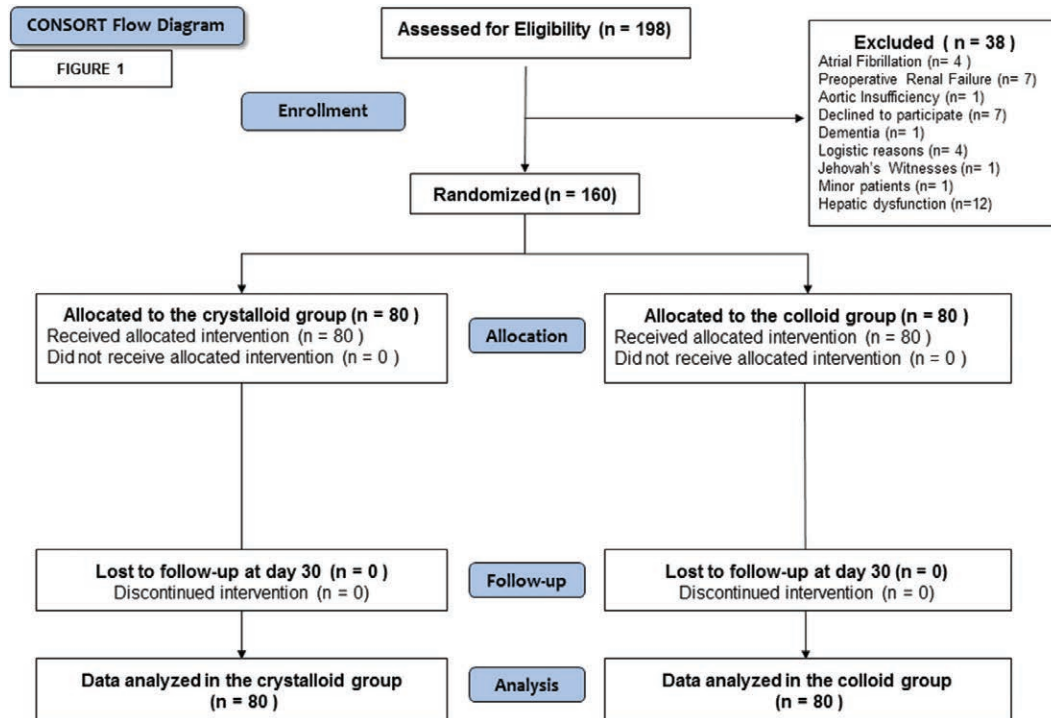 CONSORT Flow Diagram
FIGURE 1
Assessed for Eligibility (n = 198)
Excluded ( n = 38 )
Atrial Fibrillation (n= 4 )
Preoperative Renal Failure (n= 7)
Aortic Insufficiency (n= 1)
Declined to participate (n= 7)
Dementia (n= 1)
Logistic reasons (n= 4)
Jehovah's Witnesses (n= 1)
Minor patients (n= 1)
Hepatic dysfunction (n=12)
Enrollment
Randomized (n = 160)
Allocated to the crystalloid group (n = 80 )
Received allocated intervention (n = 80 )
Did not receive allocated intervention (n = 0 )
Allocation
Allocated to the colloid group (n = 80 )
Received allocated intervention (n = 80 )
Did not receive allocated intervention (n = 0 )
Lost to follow-up at day 30 (n = 0 )
Discontinued intervention (n = 0)
Follow-up
Lost to follow-up at day 30 (n = 0)
Discontinued intervention (n = 0)
Data analyzed in the crystalloid group
(n = 80 )
Analysis
Data analyzed in the colloid group
(n = 80 )